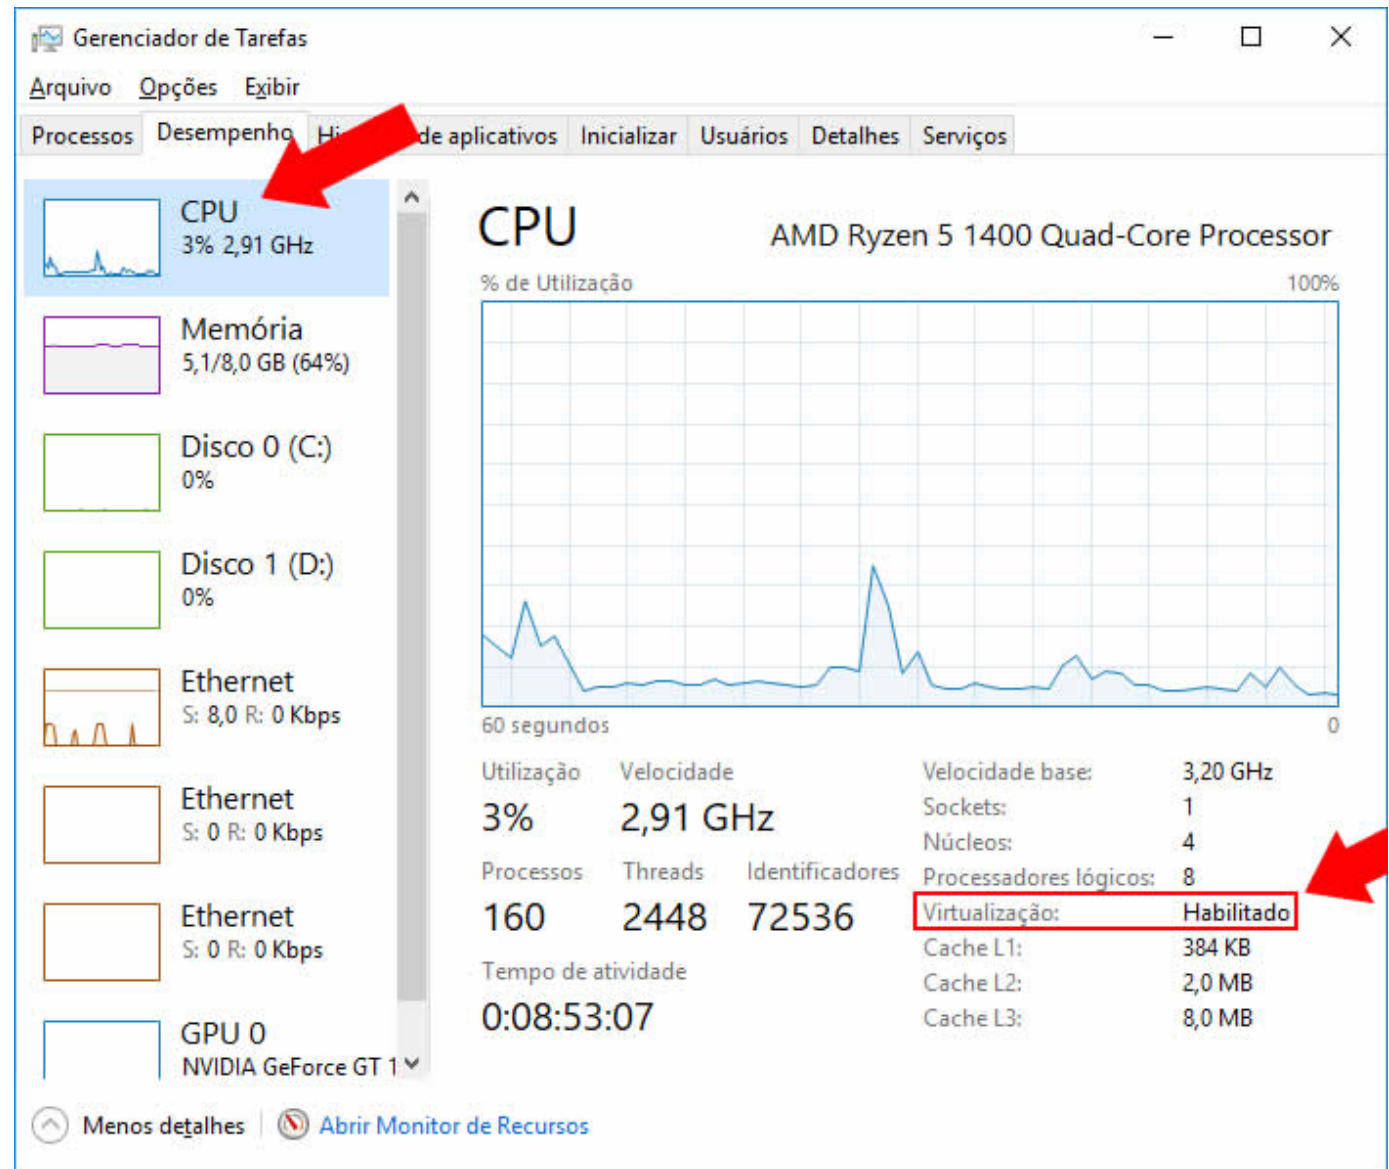 Gerenciador de Tarefas
Arquivo Opções Exibir
Processos Desempenho de aplicativos Inicializar Usuários Detalhes Serviços
CPU
3% 2,91 GHz
Memória
5,1/8,0 GB (64%)
Disco 0 (C:)
0%
Disco 1 (D:)
0%
Ethernet
S: 8,0 R: 0 Kbps
Ethernet
S: 0 R: 0 Kbps
Ethernet
S: 0 R: 0 Kbps
GPU 0
NVIDIA GeForce GT 1
CPU AMD Ryzen 5 1400 Quad-Core Processor
% de Utilização 100%
60 segundos 0
Utilização Velocidade
3% 2,91 GHz
Processos Threads Identificadores
160 2448 72536
Tempo de atividade
0:08:53:07
Velocidade base: 3,20 GHz
Sockets: 1
Núcleos: 4
Processadores lógicos: 8
Virtualização: Habilitado
Cache L1: 384 KB
Cache L2: 2,0 MB
Cache L3: 8,0 MB
Menos detalhes Abrir Monitor de Recursos